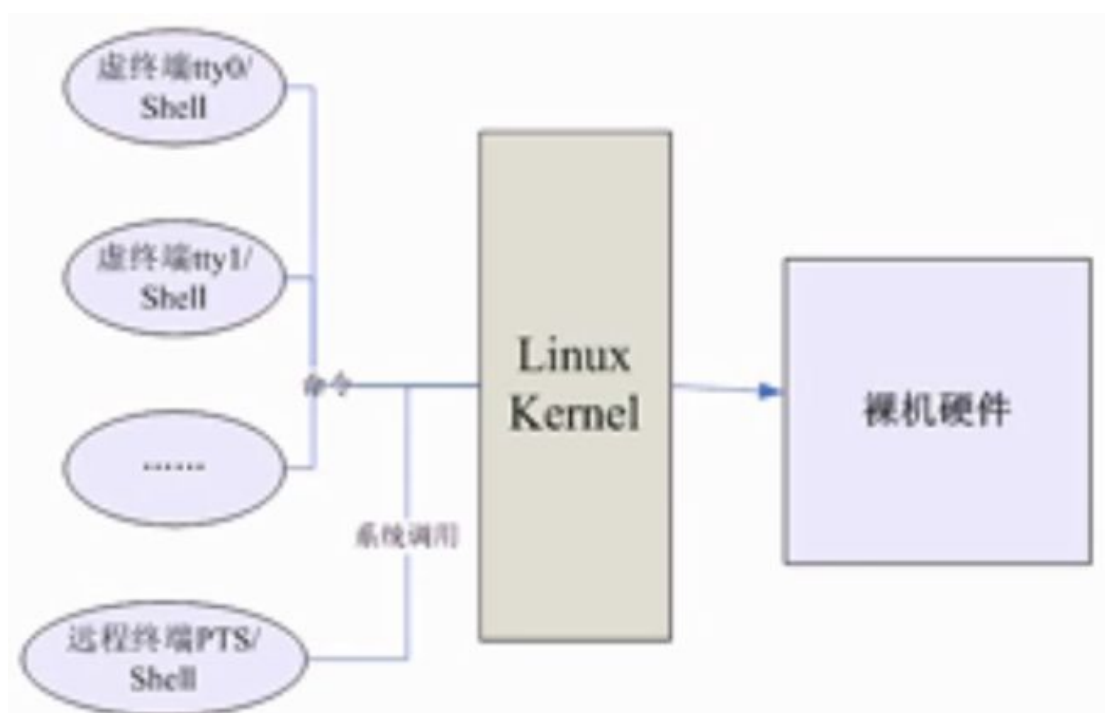 虚终端tty0/
Shell
虚终端tty1/
Shell
命令
......
系统调用
远程终端PTS/
Shell
Linux
Kernel
裸机硬件